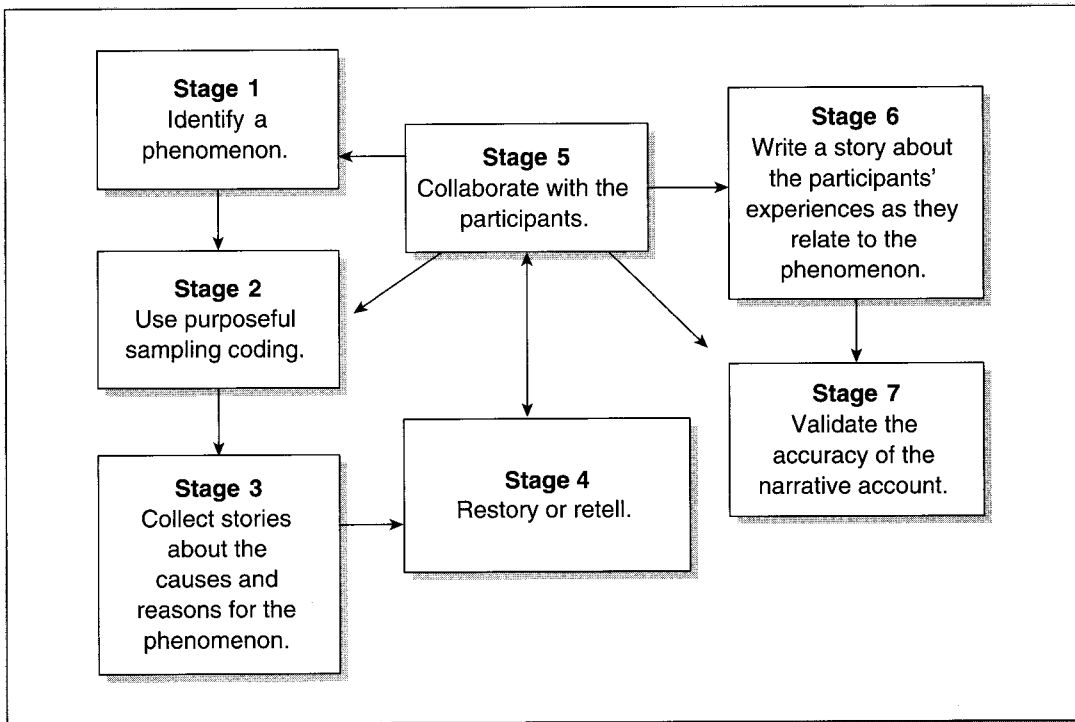 Stage 1
Identify a
phenomenon.
Stage 2
Use purposeful
sampling coding.
Stage 3
Collect stories
about the
causes and
reasons for the
phenomenon.
Stage 4
Restory or retell.
Stage 5
Collaborate with the
participants.
Stage 6
Write a story about
the participants’
experiences as they
relate to the
phenomenon.
Stage 7
Validate the
accuracy of the
narrative account.